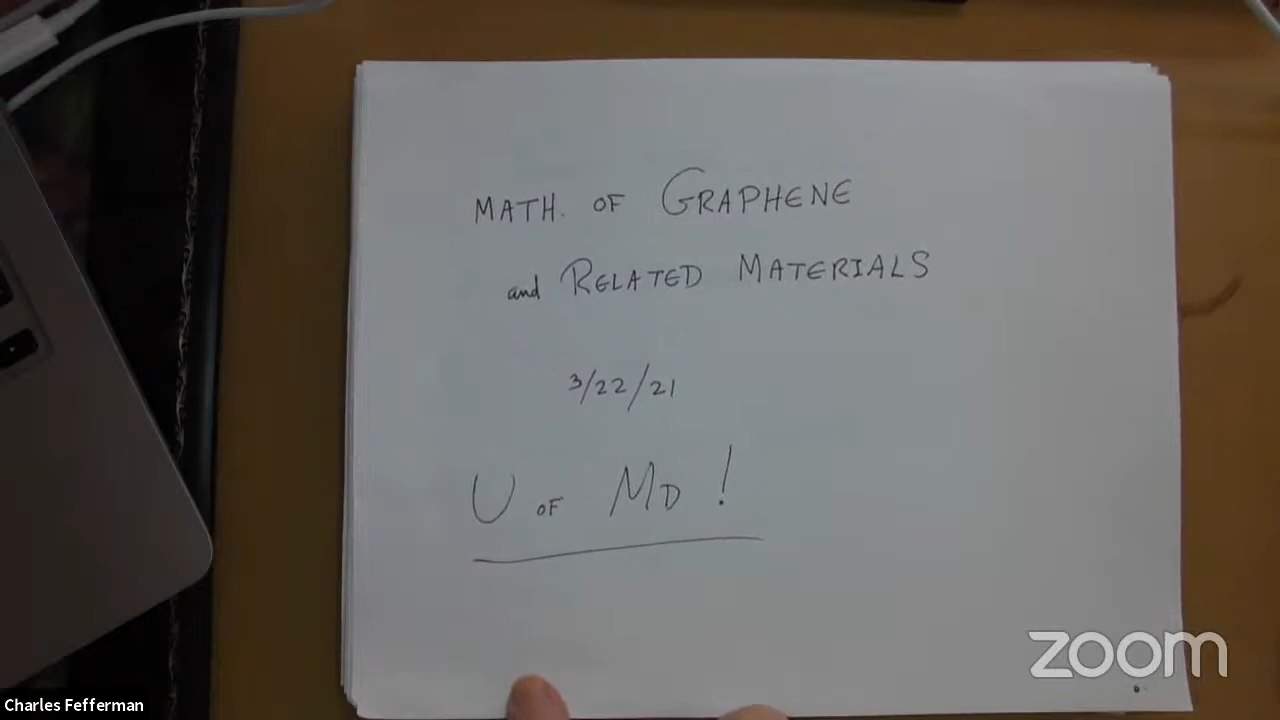 MATH. OF GRAPHENE
and RELATED MATERIALS
3/22/21
U OF MD!
zoom
Charles Fefferman